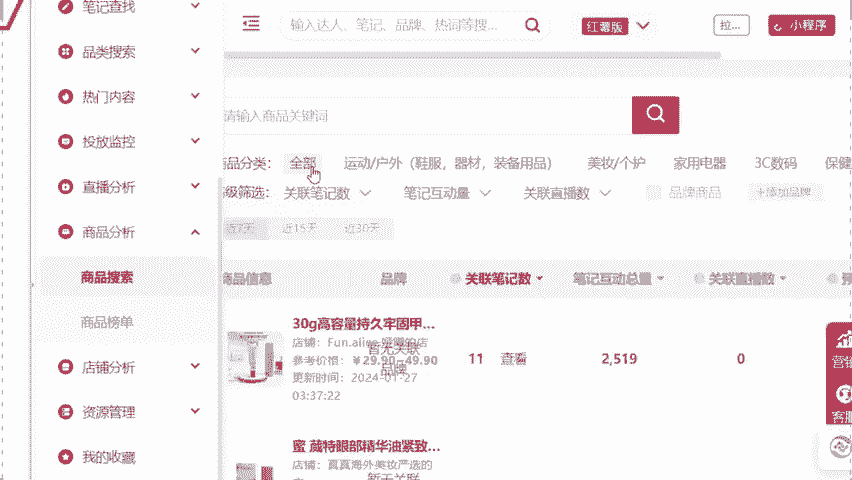 笔记查找
输入达人、笔记、品牌、热词等搜...
红薯版
拉...
小程序
品类搜索
热门内容
请输入商品关键词
投放监控
品分类： 全部 运动/户外（鞋服，器材，装备用品） 美妆/个护 家用电器 3C数码 保健
直播分析
级筛选： 关联笔记数 笔记互动量 关联直播数 品牌商品 +添加品牌
商品分析
近7天 近15天 近30天
商品搜索
商品信息 品牌 关联笔记数 笔记互动总量 关联直播数 预
商品榜单
30g高容量持久牢固甲...
店铺：Fun.alice 的店
暂无关联品牌
参考价格：￥29.90-49.90
11 查看 2,519 0
更新时间：2024-01-27
03:37:22
店铺分析
营销
资源管理
客服
蜜 葳特眼部精华油紧致...
我的收藏
店铺：真真海外美妆严选的
暂无关联